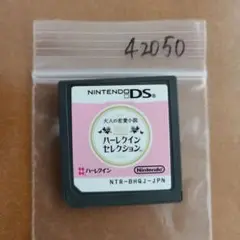 42050
NINTENDO DS
大人の恋愛小説
ハーレクイン
セレクション
ハーレクイン
Nintendo
NTR-BHQJ-JPN